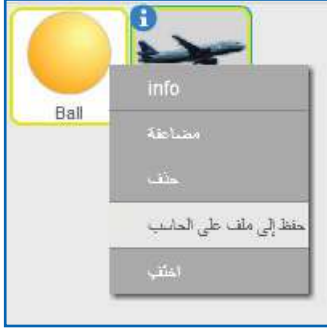 Ball
info
مضاعفة
حذف
حفظ إلى ملف على الحاسب
اختف